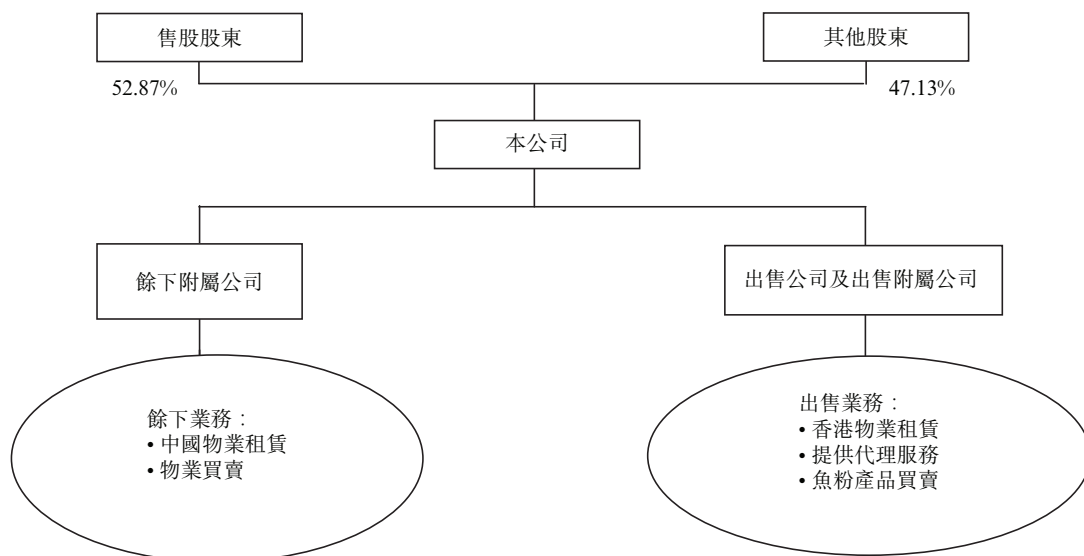 售股股東
其他股東
52.87%
47.13%
本公司
餘下附屬公司
出售公司及出售附屬公司
餘下業務：
• 中國物業租賃
• 物業買賣
出售業務：
• 香港物業租賃
• 提供代理服務
• 魚粉產品買賣